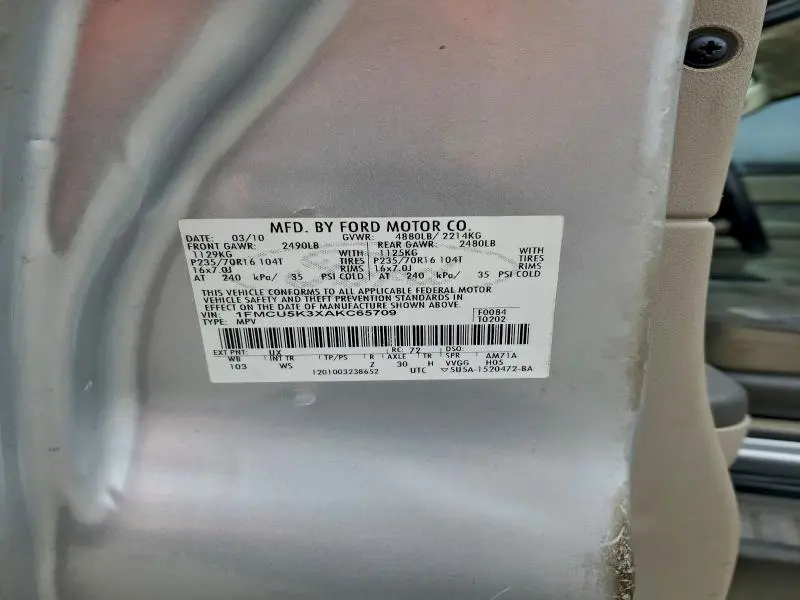 MFD. BY FORD MOTOR CO.
DATE: 03/10 GVWR: 4880LB/ 2214KG
FRONT GAWR: 2490LB REAR GAWR: 2480LB
1129KG WITH 1125KG WITH
P235/70R16 104T TIRES P235/70R16 104T TIRES
16x7.0J RIMS 16x7.0J RIMS
AT 240 kPa/ 35 PSI COLD AT 240 kPa/ 35 PSI COLD
THIS VEHICLE CONFORMS TO ALL APPLICABLE FEDERAL MOTOR
VEHICLE SAFETY AND THEFT PREVENTION STANDARDS IN
EFFECT ON THE DATE OF MANUFACTURE SHOWN ABOVE.
VIN: 1FMCU5K3XAKC65709 F0084
TYPE: MPV T0202
EXT PNT: UX RC: 72 DSO:
WB INT TR TP/PS R AXLE TR SPR AM71A
103 WS Z 30 H VVGG H05
1201003238652 UTC ▽5U5A-1520472-BA